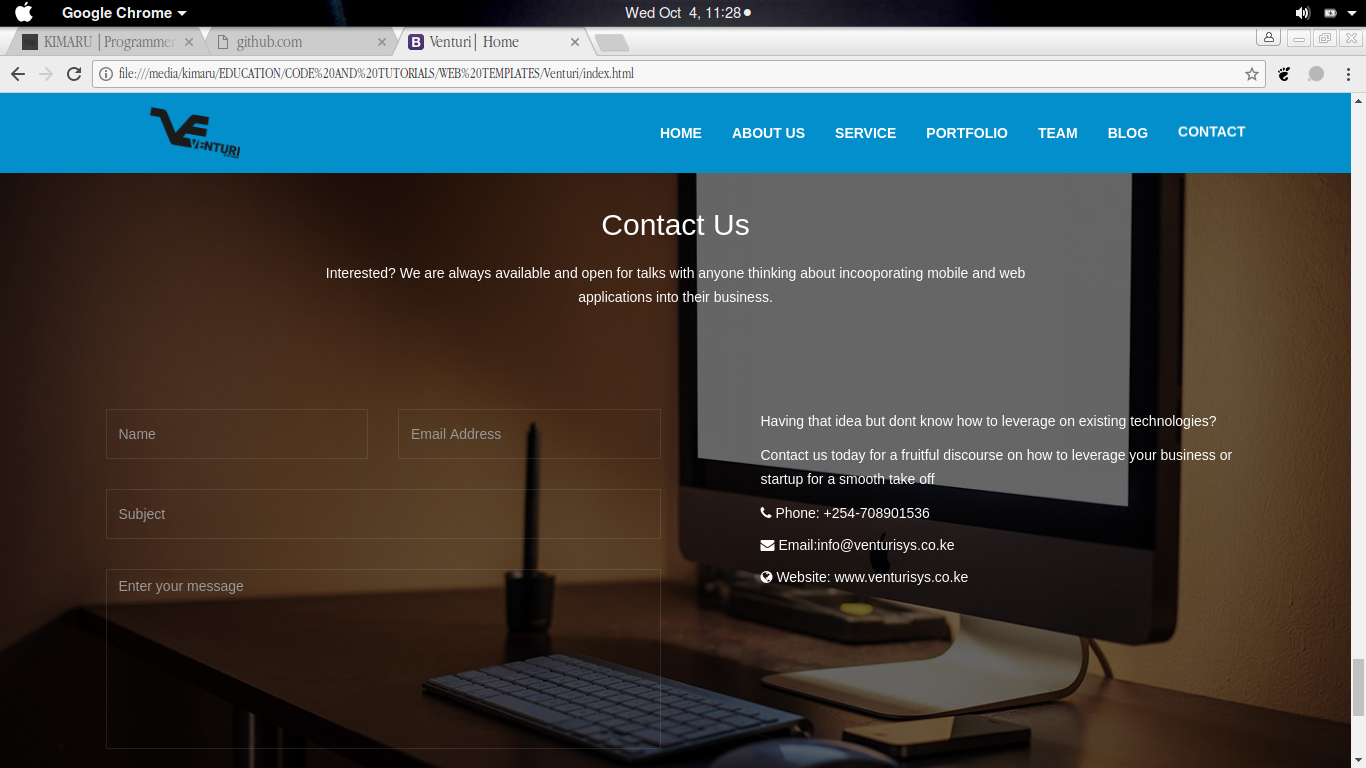 Google Chrome
Wed Oct 4, 11:28
KIMARU | Programmer
github.com
Venturi | Home
file:///media/kimaru/EDUCATION/CODE%20AND%20TUTORIALS/WEB%20TEMPLATES/Venturi/index.html
VENTURI
HOME ABOUT US SERVICE PORTFOLIO TEAM BLOG CONTACT
Contact Us
Interested? We are always available and open for talks with anyone thinking about incooporating mobile and web
applications into their business.
Name
Email Address
Subject
Enter your message
Having that idea but dont know how to leverage on existing technologies?
Contact us today for a fruitful discourse on how to leverage your business or
startup for a smooth take off
Phone: +254-708901536
Email:info@venturisys.co.ke
Website: www.venturisys.co.ke